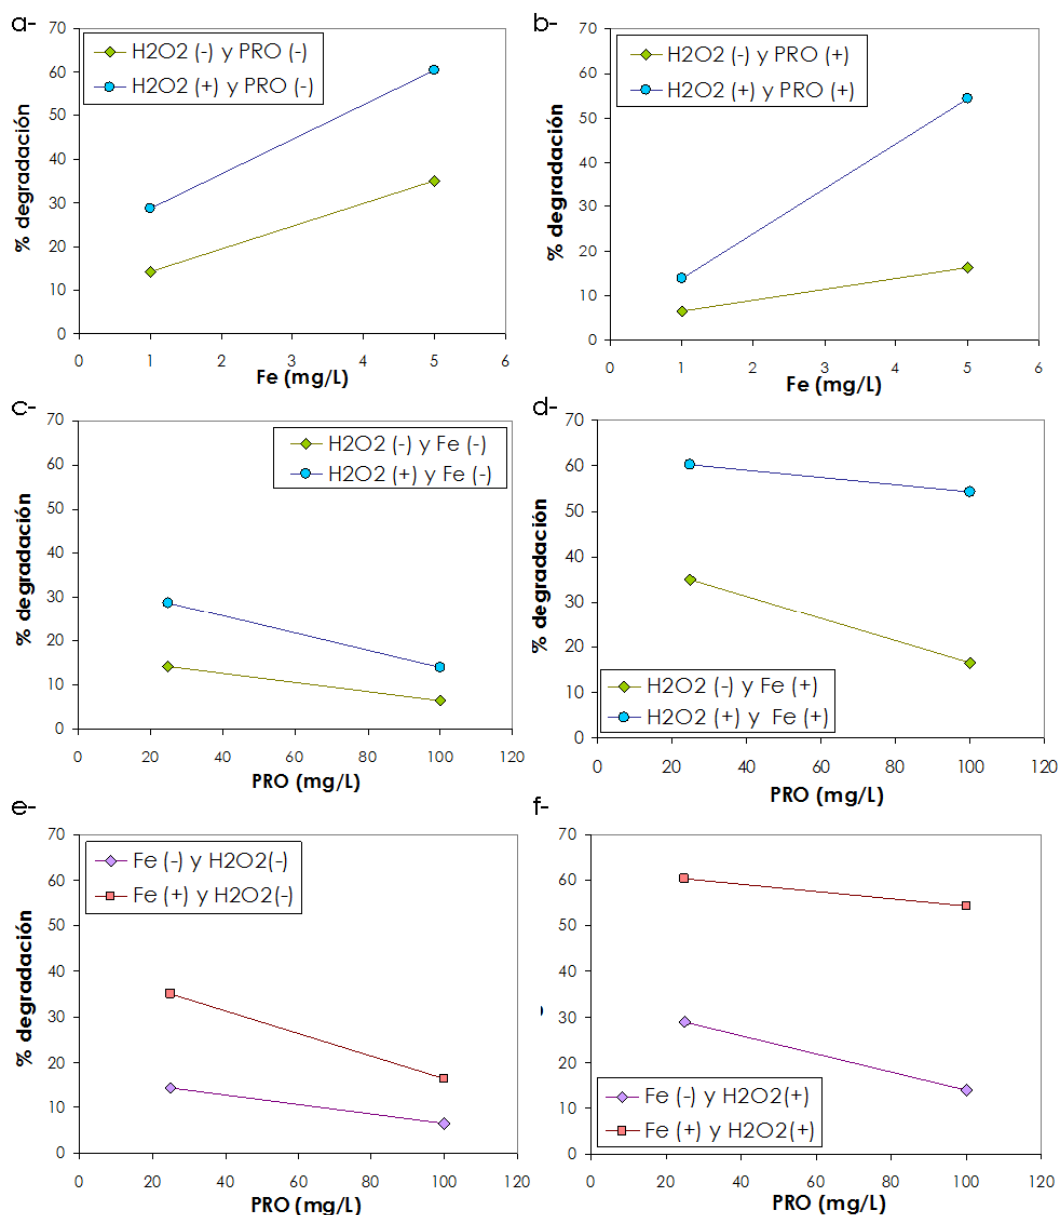 a-
70
60
50
40
30
20
10
0
% degradación
H2O2 (-) y PRO (-)
H2O2 (+) y PRO (-)
0 1 2 3 4 5 6
Fe (mg/L)
b-
70
60
50
40
30
20
10
0
% degradación
H2O2 (-) y PRO (+)
H2O2 (+) y PRO (+)
0 1 2 3 4 5 6
Fe (mg/L)
c-
70
60
50
40
30
20
10
0
% degradación
H2O2 (-) y Fe (-)
H2O2 (+) y Fe (-)
0 20 40 60 80 100 120
PRO (mg/L)
d-
70
60
50
40
30
20
10
0
% degradación
H2O2 (-) y Fe (+)
H2O2 (+) y Fe (+)
0 20 40 60 80 100 120
PRO (mg/L)
e-
70
60
50
40
30
20
10
0
% degradación
Fe (-) y H2O2(-)
Fe (+) y H2O2(-)
0 20 40 60 80 100 120
PRO (mg/L)
f-
70
60
50
40
30
20
10
0
Fe (-) y H2O2(+)
Fe (+) y H2O2(+)
0 20 40 60 80 100 120
PRO (mg/L)